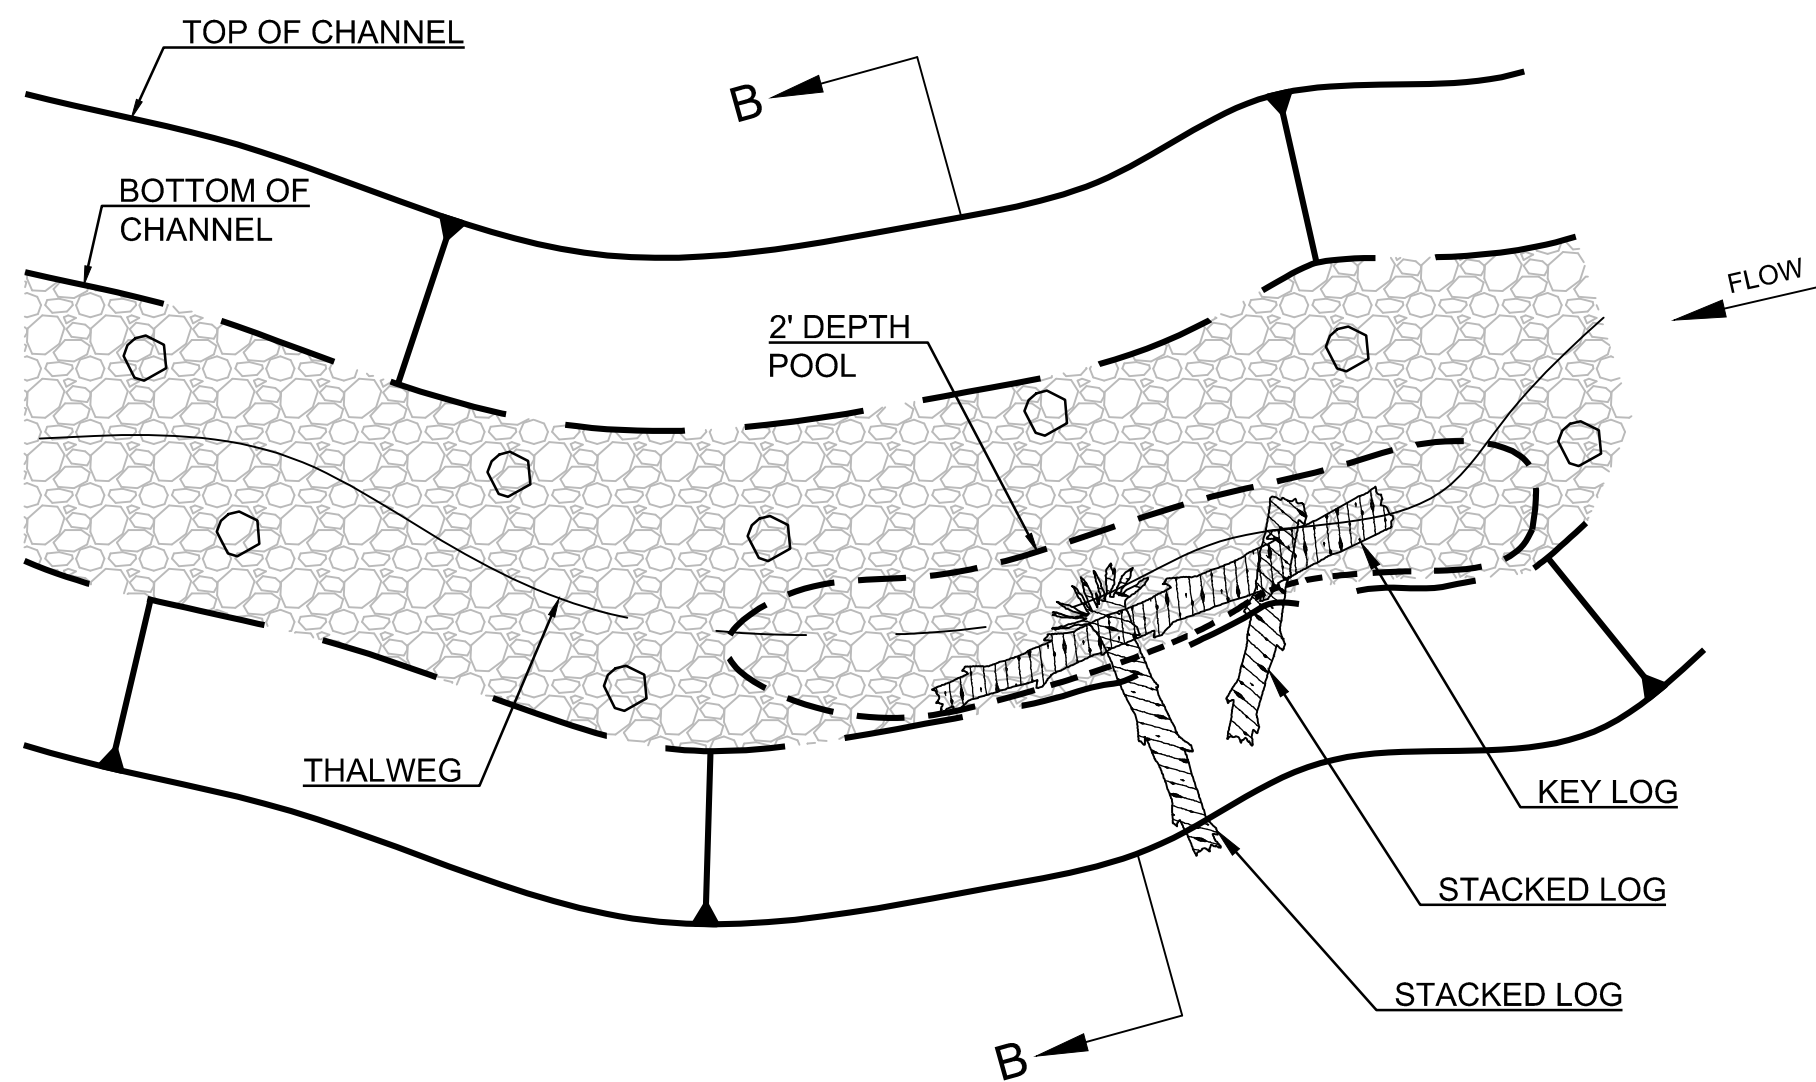 TOP OF CHANNEL
B
BOTTOM OF
CHANNEL
FLOW
2' DEPTH
POOL
THALWEG
KEY LOG
STACKED LOG
STACKED LOG
B